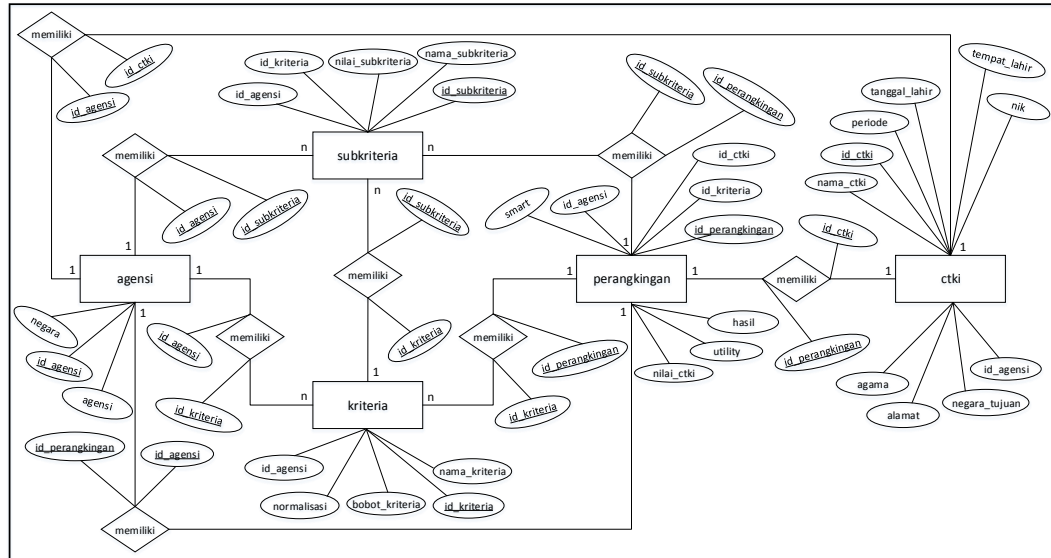 memiliki
id_ctki
id_agensi
id_kriteria
nilai_subkriteria
nama_subkriteria
id_agensi
id_subkriteria
id_subkriteria
id_perangkingan
tempat_lahir
tanggal_lahir
nik
periode
id_ctki
nama_ctki
memiliki
n
subkriteria
n
memiliki
id_agensi
id_subkriteria
n
id_subkriteria
smart
id_agensi
id_ctki
id_kriteria
id_perangkingan
id_ctki
1
1
1
1
agensi
1
memiliki
1
perangkingan
1
memiliki
1
ctki
negara
id_agensi
agensi
1
id_agensi
memiliki
id_kriteria
id_kriteria
memiliki
id_perangkingan
id_kriteria
1
hasil
utility
nilai_ctki
id_perangkingan
agama
alamat
negara_tujuan
id_agensi
1
n
kriteria
n
id_perangkingan
id_agensi
id_agensi
normalisasi
bobot_kriteria
id_kriteria
nama_kriteria
memiliki